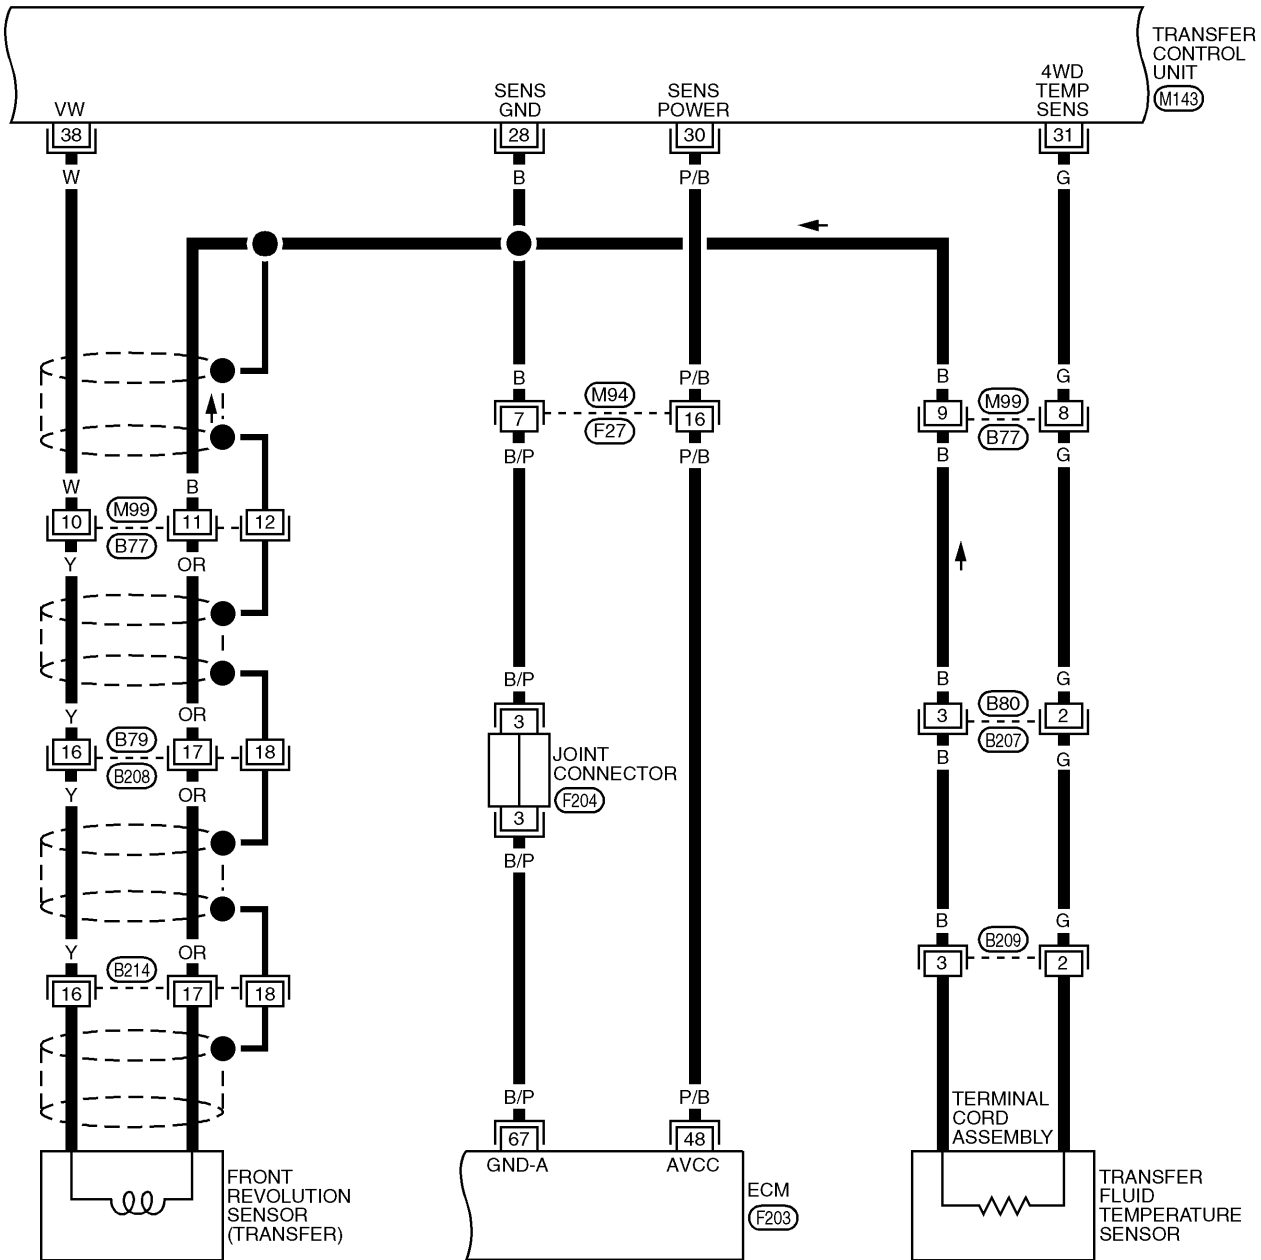 TRANSFER
CONTROL
UNIT
M143
VW
SENS
GND
SENS
POWER
4WD
TEMP
SENS
38
28
30
31
W
B
P/B
G
B
P/B
B
G
7
M94
F27
16
9
M99
B77
8
B/P
P/B
B
G
W
B
10
M99
B77
11
12
Y
OR
B/P
B
G
Y
OR
3
3
B80
B207
2
16
B79
B208
17
18
JOINT
CONNECTOR
F204
B
G
Y
OR
3
B/P
B
G
Y
OR
16
B214
17
18
3
B209
2
B/P
P/B
TERMINAL
CORD
ASSEMBLY
67
48
GND-A
AVCC
FRONT
REVOLUTION
SENSOR
(TRANSFER)
ECM
F203
TRANSFER
FLUID
TEMPERATURE
SENSOR